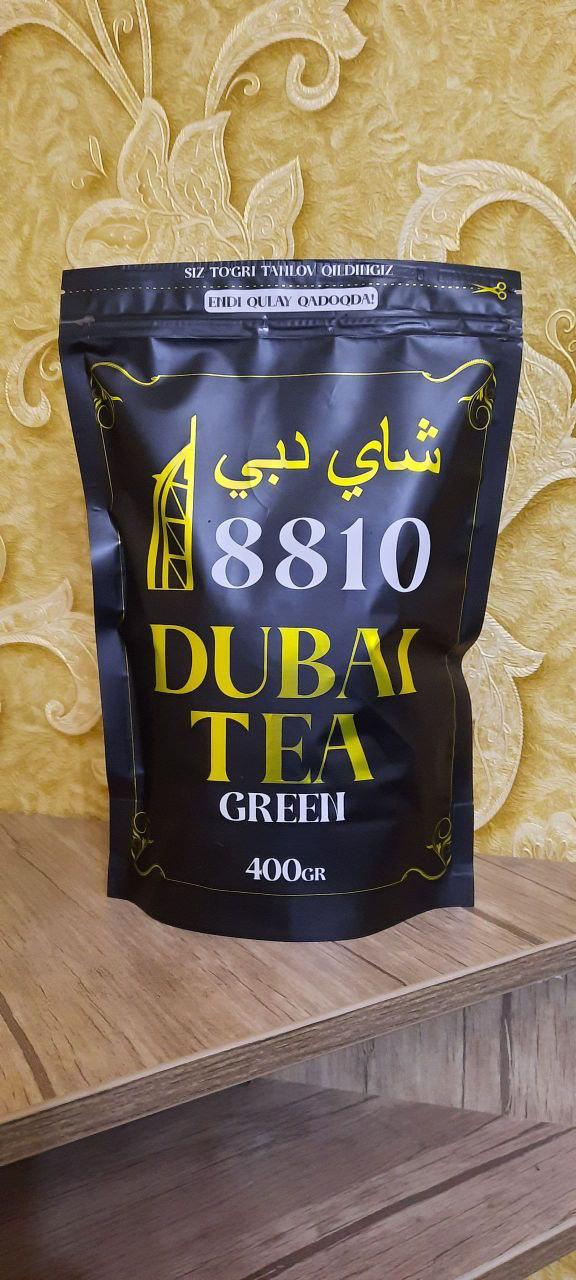 SIZ TO'G'RI TANLOV QILDINGIZ
ENDI QULAY QADOQDA!
شاي دبي
8810
DUBAI
TEA
GREEN
400GR